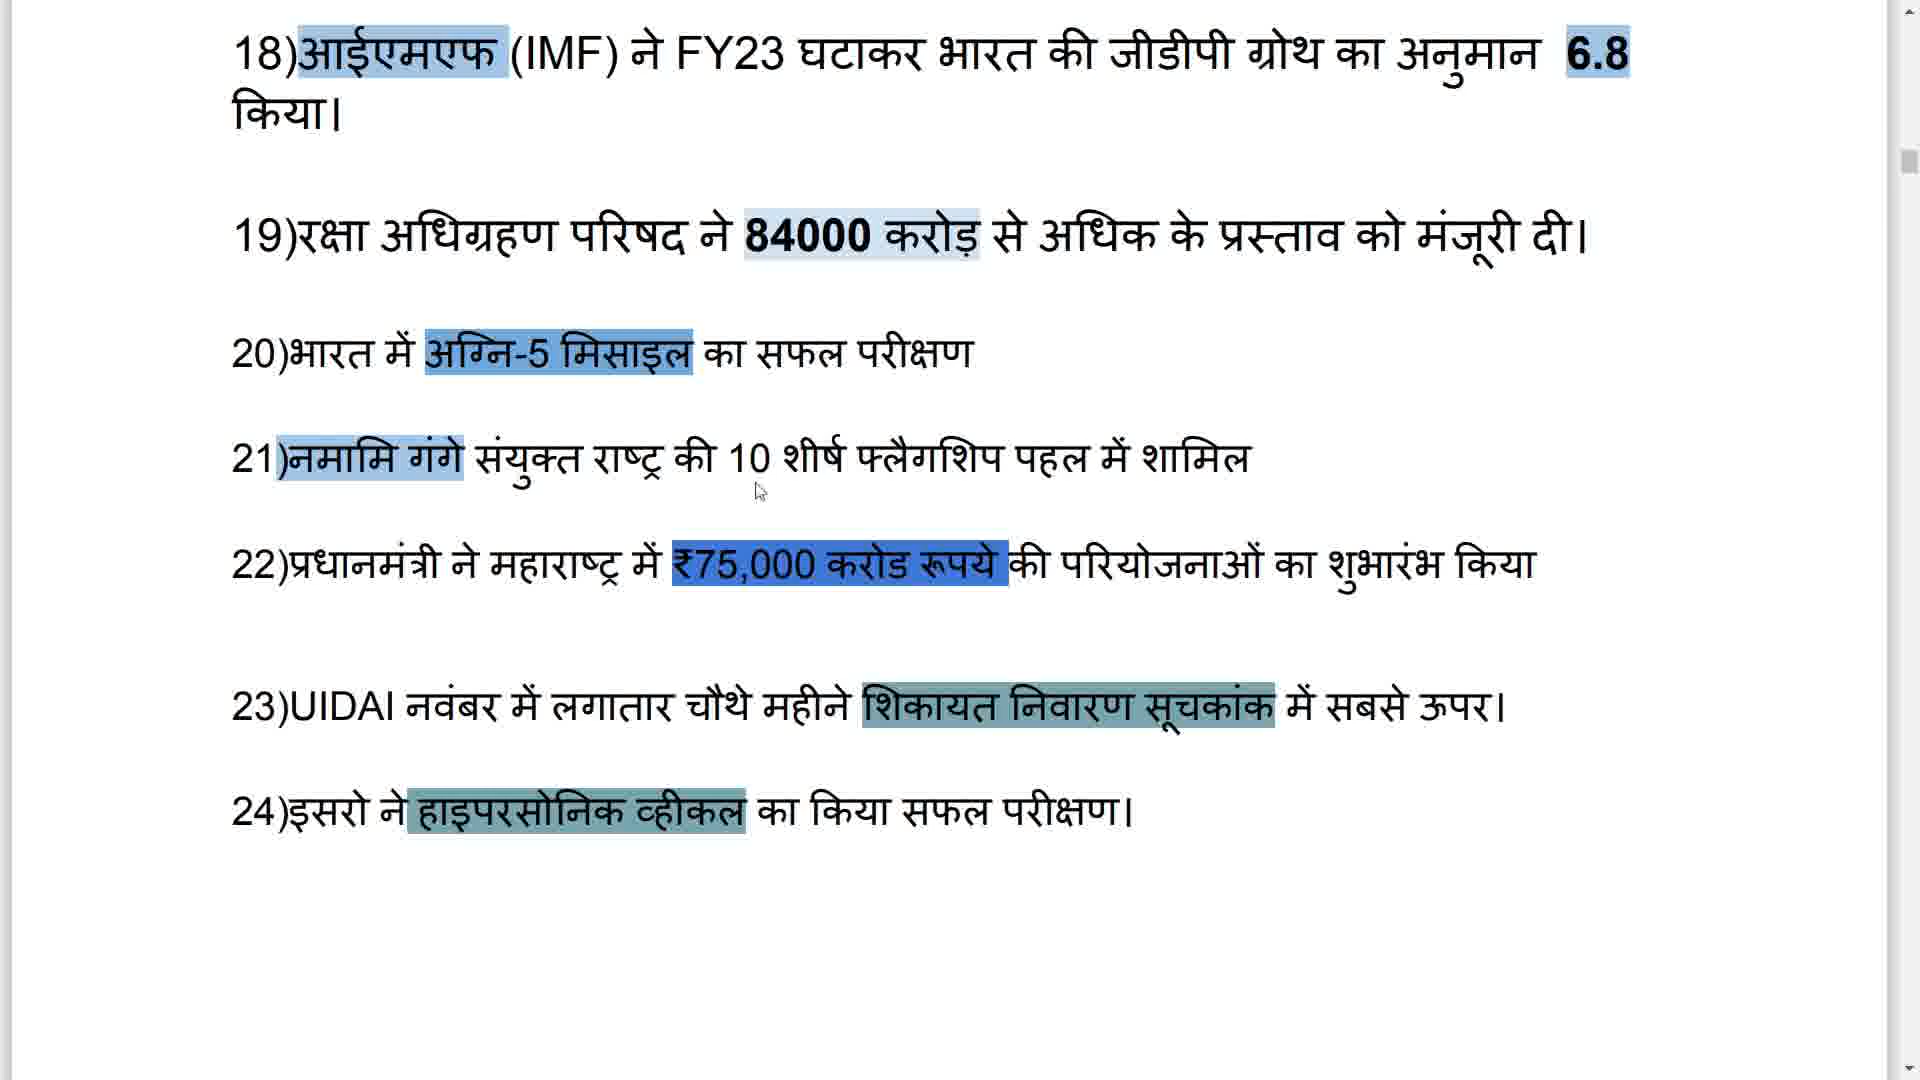 18)आईएमएफ (IMF) ने FY23 घटाकर भारत की जीडीपी ग्रोथ का अनुमान 6.8
किया।
19)रक्षा अधिग्रहण परिषद ने 84000 करोड़ से अधिक के प्रस्ताव को मंजूरी दी।
20)भारत में अग्नि-5 मिसाइल का सफल परीक्षण
21)नमामि गंगे संयुक्त राष्ट्र की 10 शीर्ष फ्लैगशिप पहल में शामिल
22)प्रधानमंत्री ने महाराष्ट्र में ₹75,000 करोड रूपये की परियोजनाओं का शुभारंभ किया
23)UIDAI नवंबर में लगातार चौथे महीने शिकायत निवारण सूचकांक में सबसे ऊपर।
24)इसरो ने हाइपरसोनिक व्हीकल का किया सफल परीक्षण।